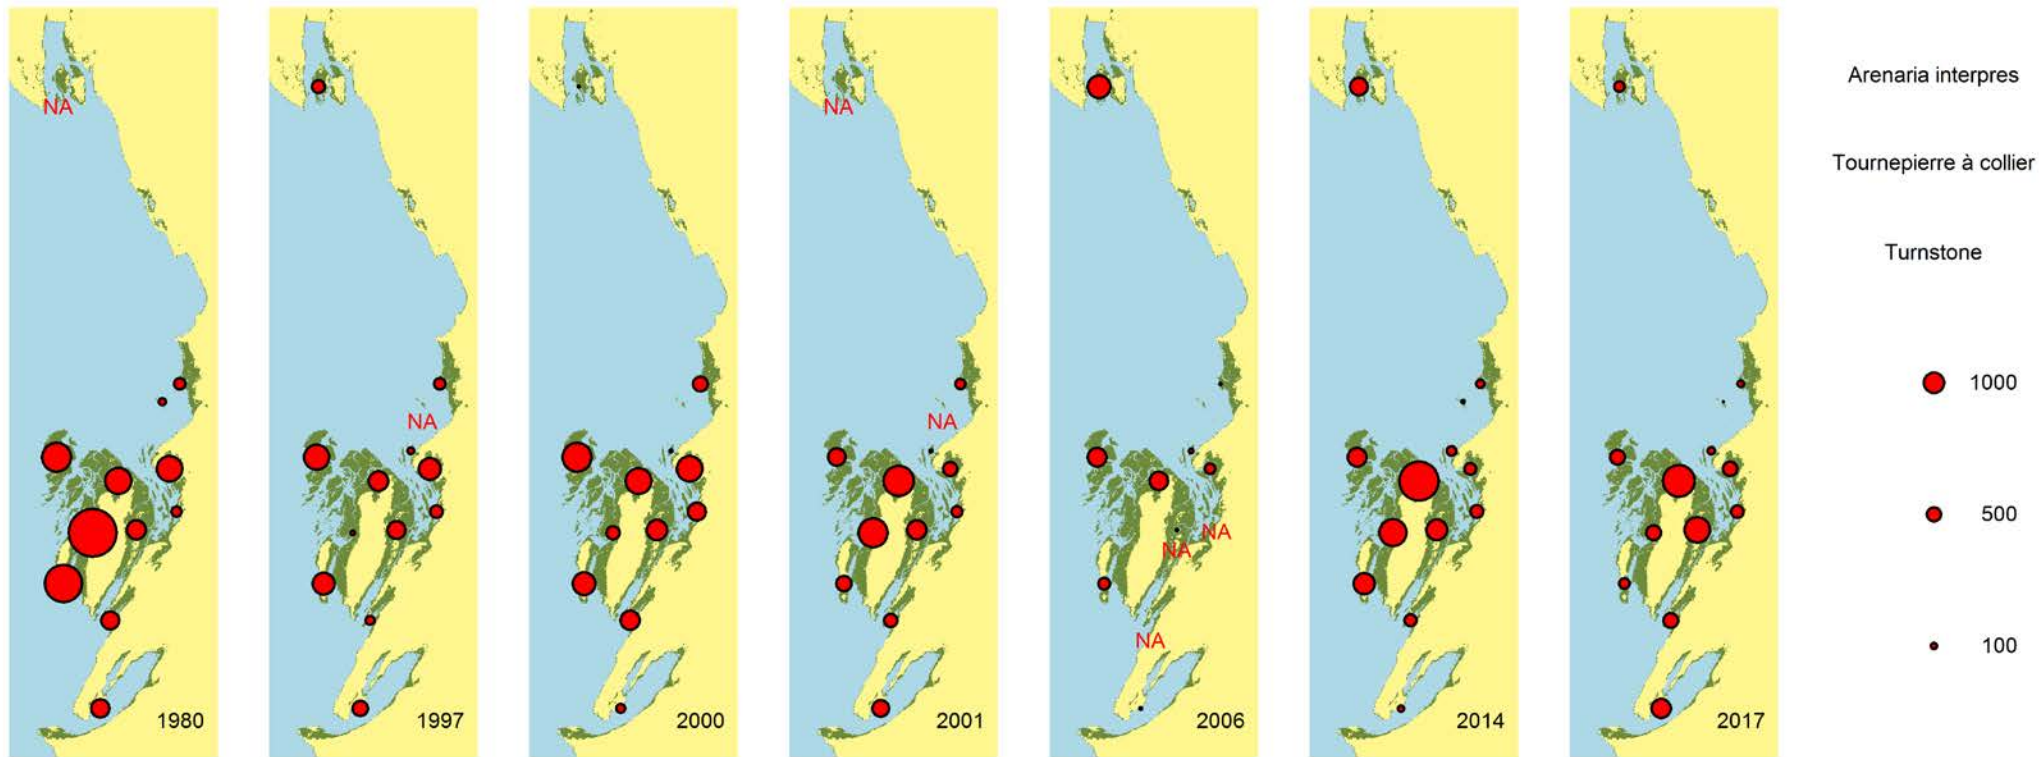 Arenaria interpres
NA
NA
Tournepierre à collier
Turnstone
1000
NA
NA
500
NA
NA
NA
100
1980
1997
2000
2001
2006
2014
2017